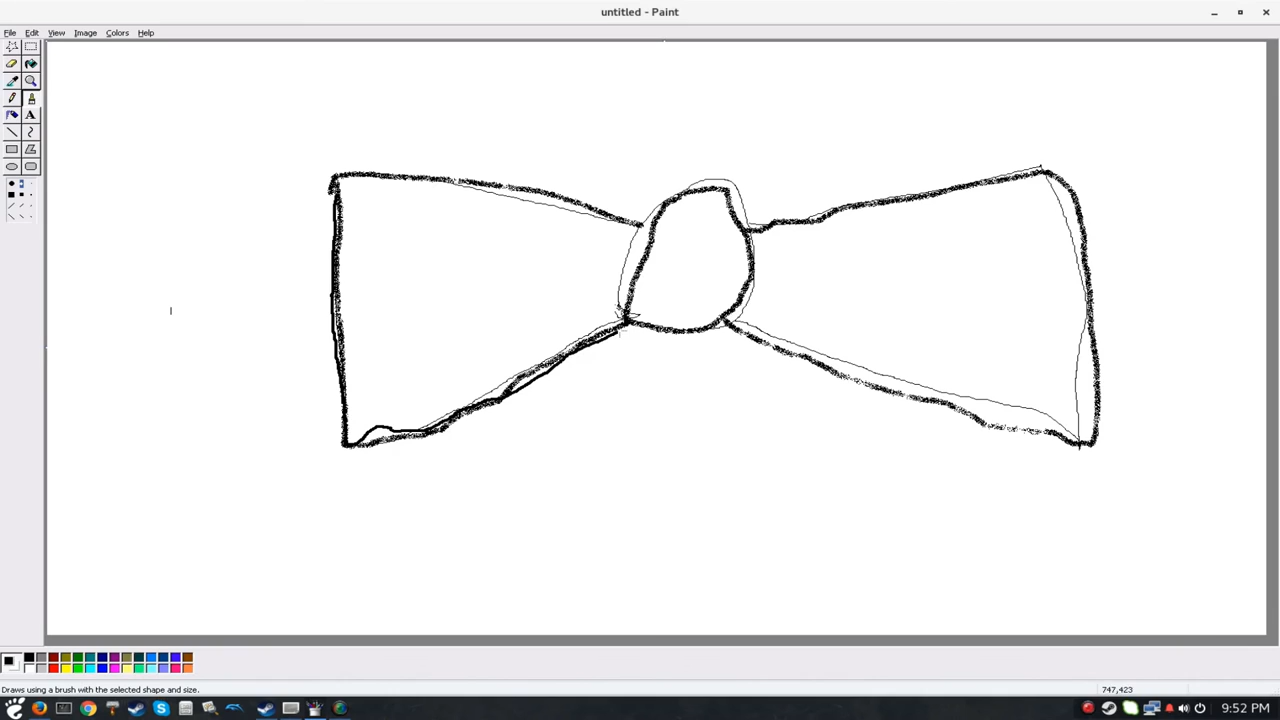 untitled - Paint
File Edit View Image Colors Help
A
Draws using a brush with the selected shape and size.
747,423
9:52 PM